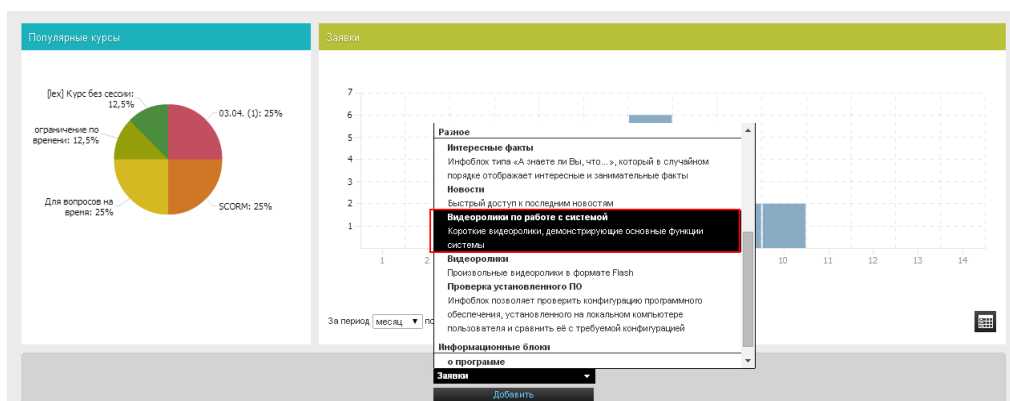 Популярные курсы
[lex] Курс без сессии:
12,5%
03.04. (1): 25%
ограничение по
времени: 12,5%
Для вопросов на
время: 25%
SCORM: 25%
Заявки
7
6
5
4
3
2
1
1
2
10
11
12
13
14
За период
месяц
по
Разное
Интересные факты
Инфоблок типа «А знаете ли Вы, что...», который в случайном
порядке отображает интересные и занимательные факты
Новости
Быстрый доступ к последним новостям
Видеоролики по работе с системой
Короткие видеоролики, демонстрирующие основные функции
системы
Видеоролики
Произвольные видеоролики в формате Flash
Проверка установленного ПО
Инфоблок позволяет проверить конфигурацию программного
обеспечения, установленного на локальном компьютере
пользователя и сравнить её с требуемой конфигурацией
Информационные блоки
о программе
Заявки
Добавить